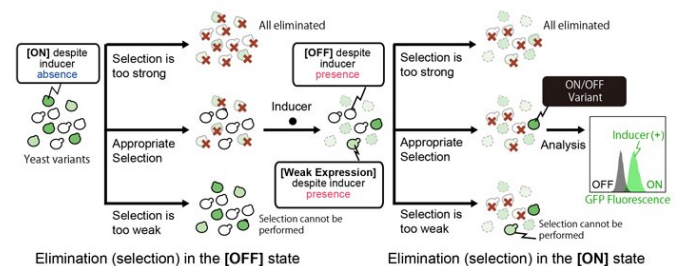 [ON] despite
inducer
absence
Yeast variants
Selection is
too strong
Appropriate
Selection
Selection is
too weak
All eliminated
Inducer
Selection cannot be
performed
[OFF] despite
inducer
presence
[Weak Expression]
despite inducer
presence
Selection is
too strong
Appropriate
Selection
Selection is
too weak
All eliminated
ON/OFF
Variant
Analysis
Selection cannot be
performed
Inducer(+)
OFF
ON
GFP Fluorescence
Elimination (selection) in the [OFF] state
Elimination (selection) in the [ON] state